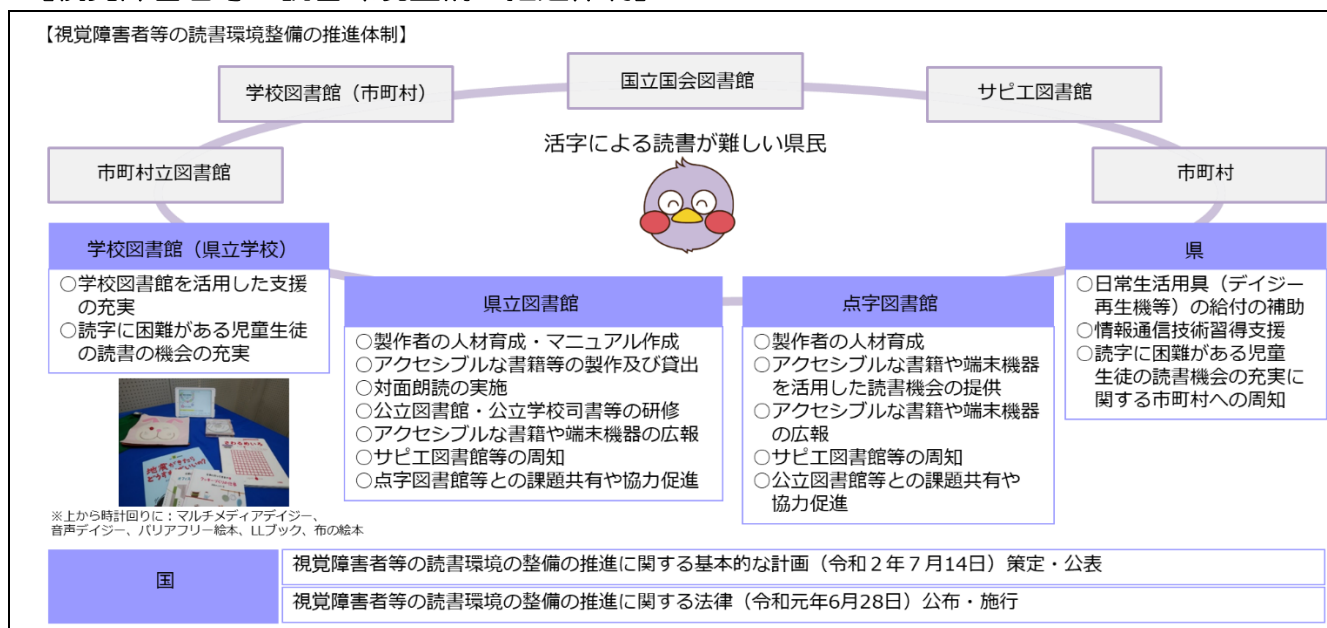 【視覚障害者等の読書環境整備の推進体制】
国立国会図書館
学校図書館（市町村）
サピエ図書館
活字による読書が難しい県民
市町村立図書館
市町村
学校図書館（県立学校）
○学校図書館を活用した支援
の充実
○読字に困難がある児童生徒
の読書の機会の充実
※上から時計回りに：マルチメディアデイジー、
音声デイジー、バリアフリー絵本、LLブック、布の絵本
県立図書館
○製作者の人材育成・マニュアル作成
○アクセシブルな書籍等の製作及び貸出
○対面朗読の実施
○公立図書館・公立学校司書等の研修
○アクセシブルな書籍や端末機器の広報
○サピエ図書館等の周知
○点字図書館等との課題共有や協力促進
点字図書館
○製作者の人材育成
○アクセシブルな書籍や端末機器
を活用した読書機会の提供
○アクセシブルな書籍や端末機器
の広報
○サピエ図書館等の周知
○公立図書館等との課題共有や
協力促進
県
○日常生活用具（デイジー
再生機等）の給付の補助
○情報通信技術習得支援
○読字に困難がある児童
生徒の読書機会の充実に
関する市町村への周知
国
視覚障害者等の読書環境の整備の推進に関する基本的な計画（令和２年７月14日）策定・公表
視覚障害者等の読書環境の整備の推進に関する法律（令和元年6月28日）公布・施行